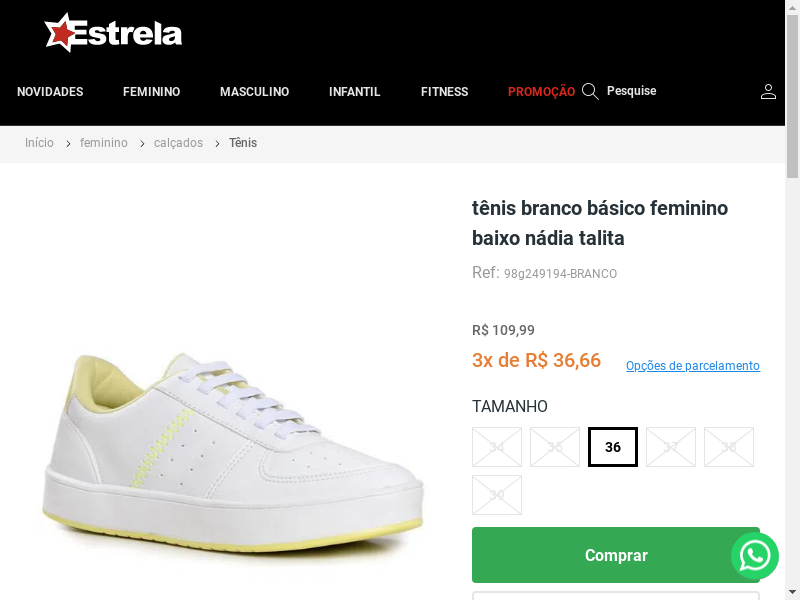 Estrela
NOVIDADES FEMININO MASCULINO INFANTIL FITNESS PROMOÇÃO Pesquise
Início feminino calçados Tênis
tênis branco básico feminino
baixo nádia talita
Ref: 98g249194-BRANCO
R$ 109,99
3x de R$ 36,66 Opções de parcelamento
TAMANHO
34 35 36 37 38
39
Comprar